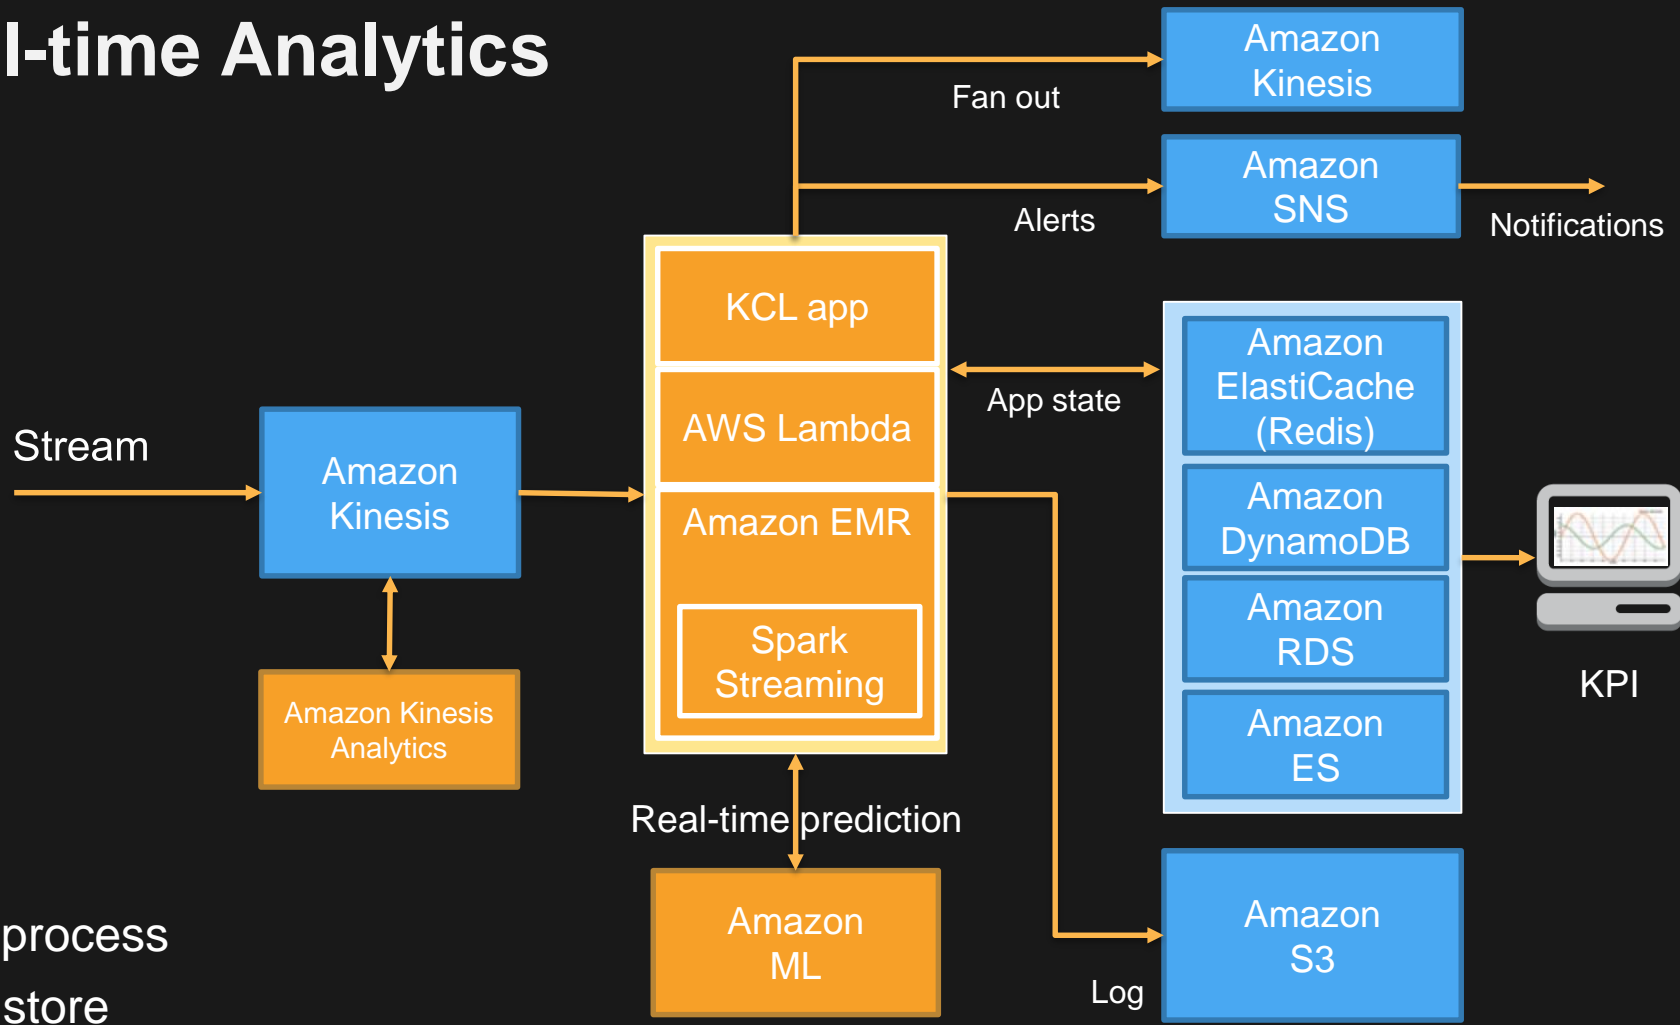 l-time Analytics
Amazon
Kinesis
Fan out
Amazon
SNS
Alerts
Notifications
KCL app
Amazon
ElastiCache
(Redis)
App state
AWS Lambda
Stream
Amazon
Kinesis
Amazon EMR
Amazon
DynamoDB
Spark
Streaming
Amazon
RDS
KPI
Amazon Kinesis
Analytics
Amazon
ES
Real-time prediction
Amazon
ML
Amazon
S3
Log
process
store